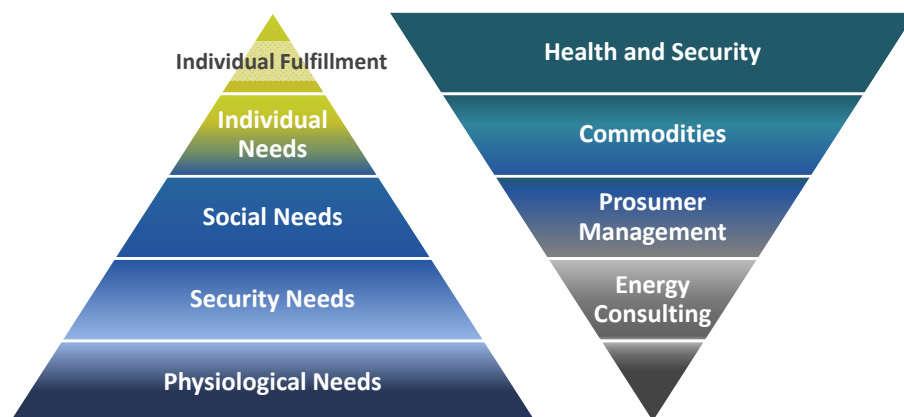 Individual Fulfillment
Individual
Needs
Social Needs
Security Needs
Physiological Needs
Health and Security
Commodities
Prosumer
Management
Energy
Consulting